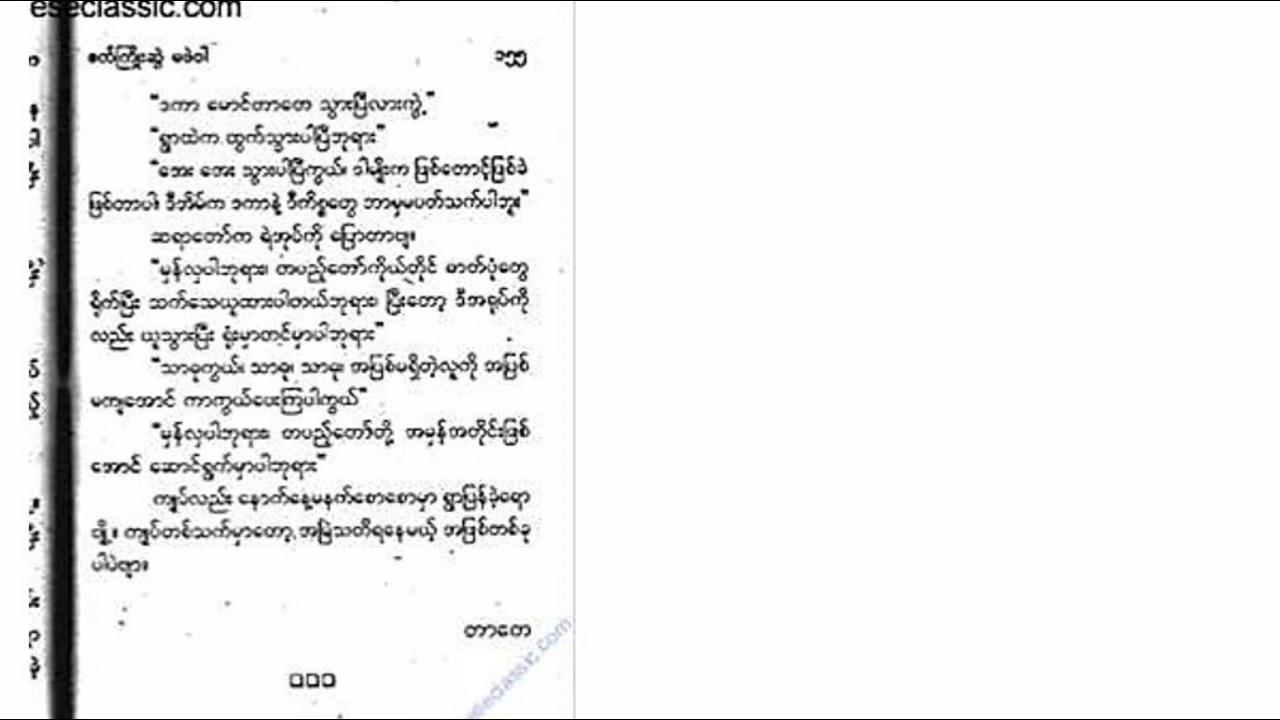 eseclassic.com
စက်ကြိုးဆွဲ မဖဲဝါ ၁၅၅
"ဒကာ မောင်တာတေ သွားပြီလားကွဲ့"
"ရွာထဲက ထွက်သွားပါပြီဘုရား"
"အေး အေး သွားပါပြီကွယ်၊ ဒါမျိုးက ဖြစ်တောင့်ဖြစ်ခဲ
ဖြစ်တာပါ၊ ဒီအိမ်က ဒကာနဲ့ ဒီကိစ္စတွေ ဘာမှမပတ်သက်ပါဘူး"
ဆရာတော်က ရဲအုပ်ကို ပြောတာဗျ။
"မှန်လှပါဘုရား၊ တပည့်တော်ကိုယ်တိုင် ဓာတ်ပုံတွေ
ရိုက်ပြီး သက်သေယူထားပါတယ်ဘုရား၊ ပြီးတော့ ဒီအရုပ်ကို
လည်း ယူသွားပြီး ရုံးမှာတင်မှာပါဘုရား"
"သာဓုကွယ်၊ သာဓု၊ သာဓု၊ အပြစ်မရှိတဲ့လူကို အပြစ်
မကျအောင် ကာကွယ်ပေးကြပါကွယ်"
"မှန်လှပါဘုရား၊ တပည့်တော်တို့ အမှန်အတိုင်းဖြစ်
အောင် ဆောင်ရွက်မှာပါဘုရား"
ကျုပ်လည်း နောက်နေ့မနက်စောစောမှာ ရွာပြန်ခဲ့ရော
ဗျို့။ ကျုပ်တစ်သက်မှာတော့ အမြဲသတိရနေမယ့် အဖြစ်တစ်ခု
ပါပဲဗျာ။
တာတေ
eseclassic.com